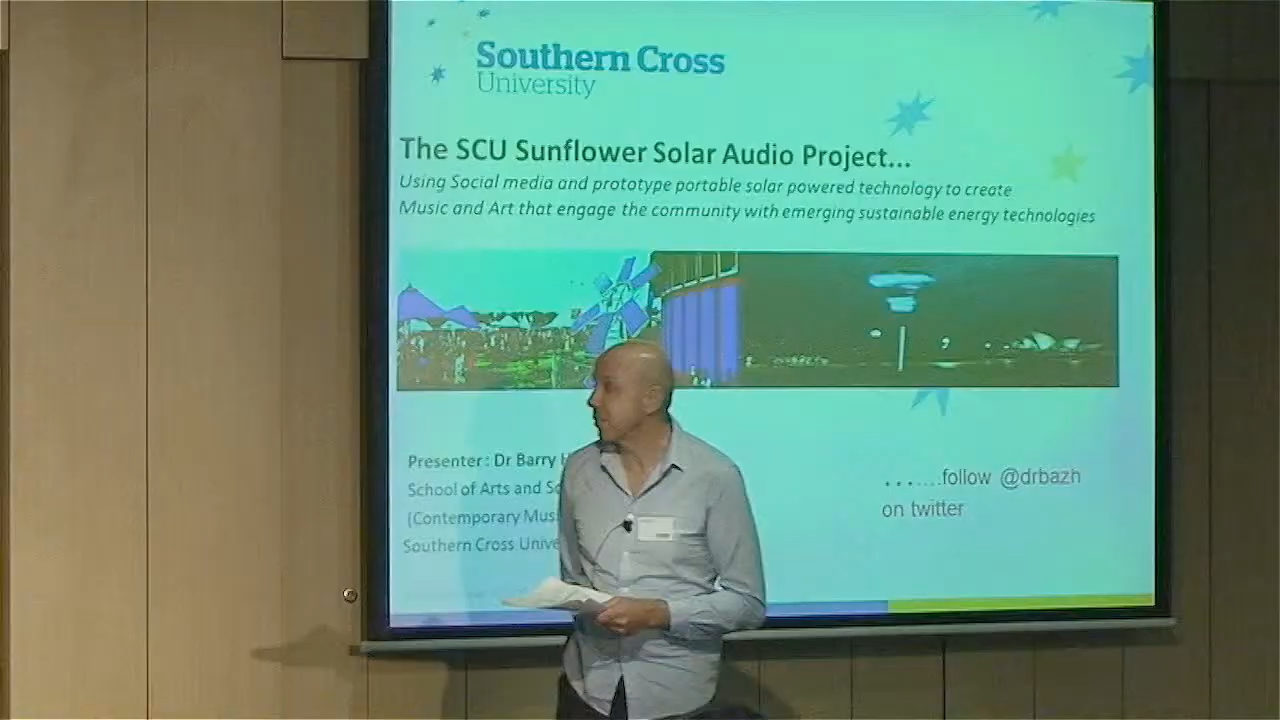 Southern Cross
University
The SCU Sunflower Solar Audio Project...
Using Social media and prototype portable solar powered technology to create
Music and Art that engage the community with emerging sustainable energy technologies
Presenter: Dr Barry
School of Arts and
(Contemporary
Southern Cross
.......follow @drbazh
on twitter